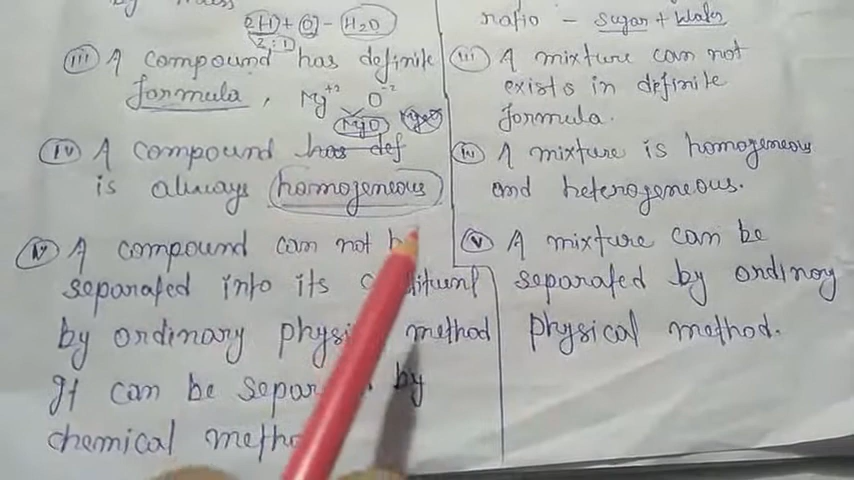 by mass
2H + O - H₂O
2:1
(iii) A compound has definite
formula, Mg⁺² O⁻²
MgO
(iv) A compound has def
is always homogeneous
(v) A compound can not
separated into its
by ordinary method
It can be by
chemical
ratio - Sugar + Water
(iii) A mixture can not
exists in definite
formula.
A mixture is homogeneous
and heterogeneous.
(v) A mixture can be
separated by ordinoy
physical method.